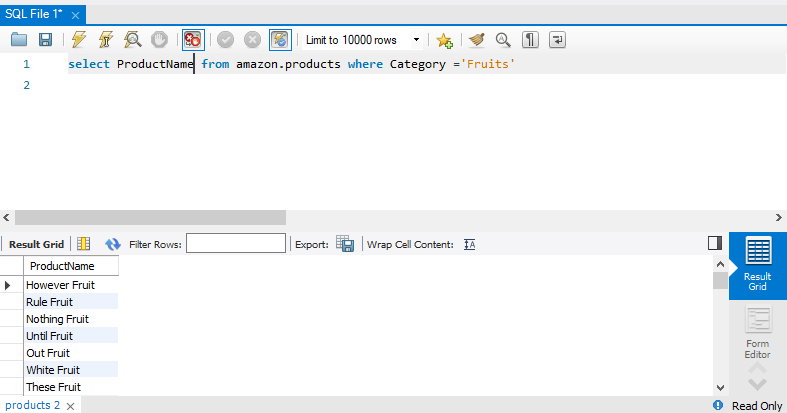 SQL File 1*
Limit to 10000 rows
1 select ProductName from amazon.products where Category ='Fruits'
2
Result Grid Filter Rows: Export: Wrap Cell Content:
ProductName
However Fruit
Rule Fruit
Nothing Fruit
Until Fruit
Out Fruit
White Fruit
These Fruit
Result
Grid
Form
Editor
products 2
Read Only